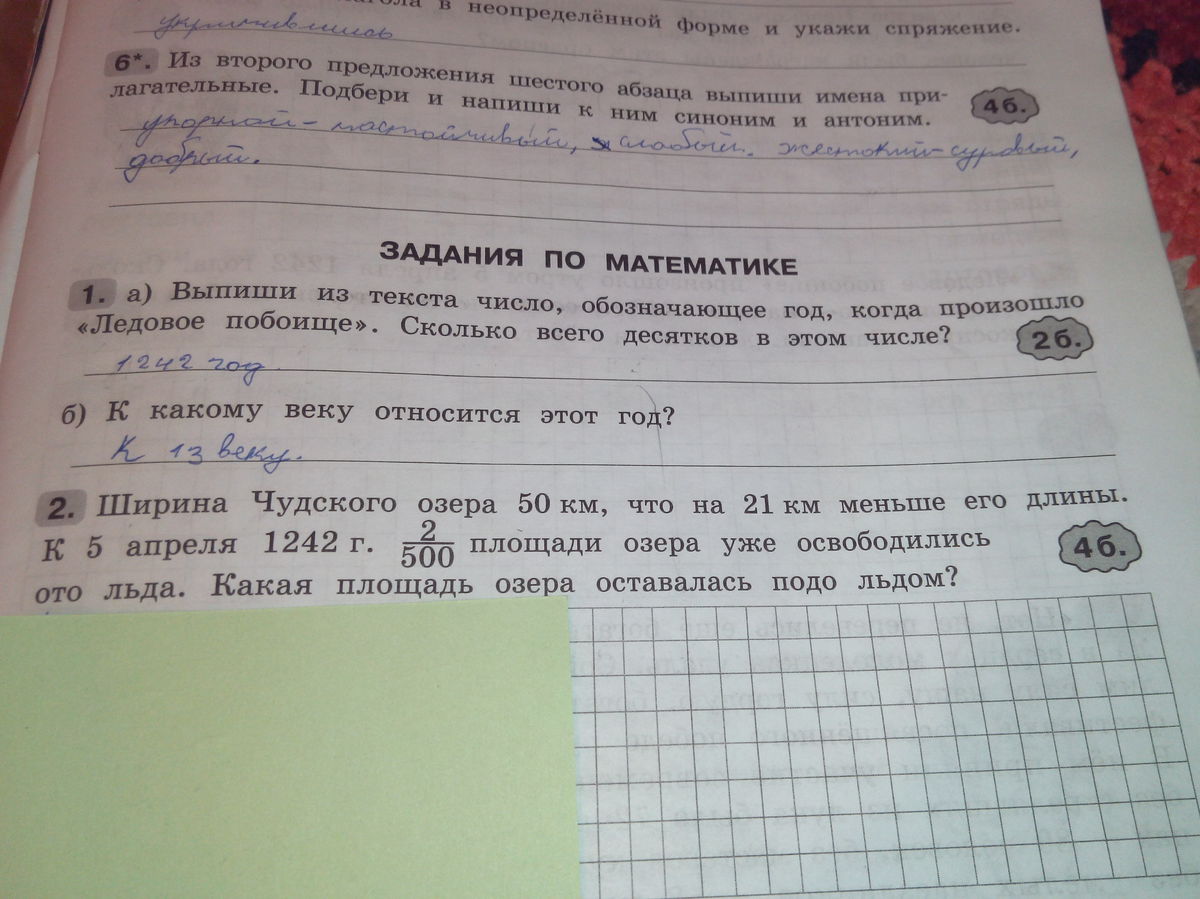 в неопределённой форме и укажи спряжение.
6*. Из второго предложения шестого абзаца выпиши имена при-
лагательные. Подбери и напиши к ним синоним и антоним. 4б.
упорной - настойчивый, слабый. жестокий - суровый,
добрый.
ЗАДАНИЯ ПО МАТЕМАТИКЕ
1. а) Выпиши из текста число, обозначающее год, когда произошло
«Ледовое побоище». Сколько всего десятков в этом числе? 2б.
1242 год
б) К какому веку относится этот год?
К 13 веку.
2. Ширина Чудского озера 50 км, что на 21 км меньше его длины.
К 5 апреля 1242 г. 2/500 площади озера уже освободились 4б.
ото льда. Какая площадь озера оставалась подо льдом?